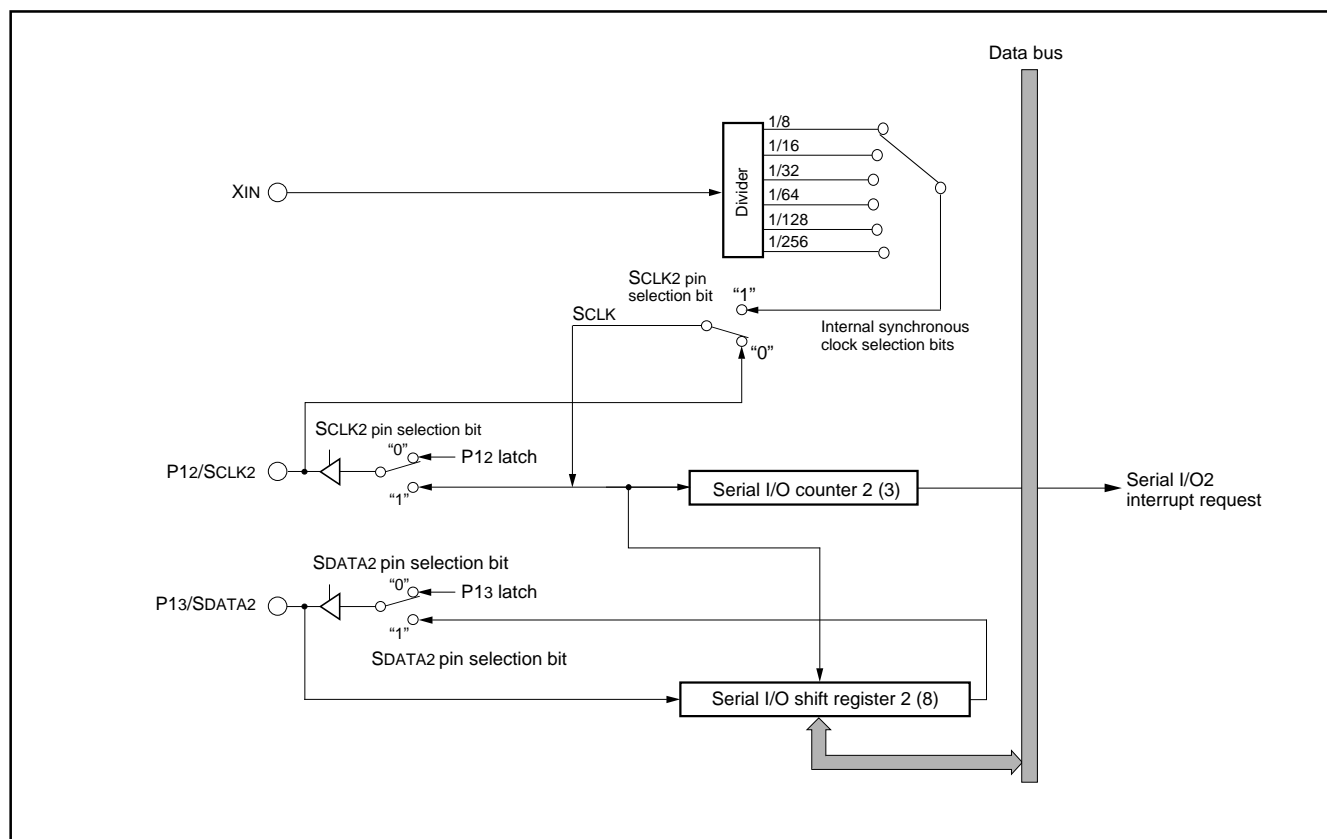 Data bus
1/8
1/16
1/32
1/64
1/128
1/256
Divider
XIN
SCLK2 pin
selection bit
“1”
SCLK
“0”
Internal synchronous
clock selection bits
SCLK2 pin selection bit
“0”
P12 latch
P12/SCLK2
“1”
Serial I/O counter 2 (3)
Serial I/O2
interrupt request
SDATA2 pin selection bit
“0”
P13 latch
P13/SDATA2
“1”
SDATA2 pin selection bit
Serial I/O shift register 2 (8)